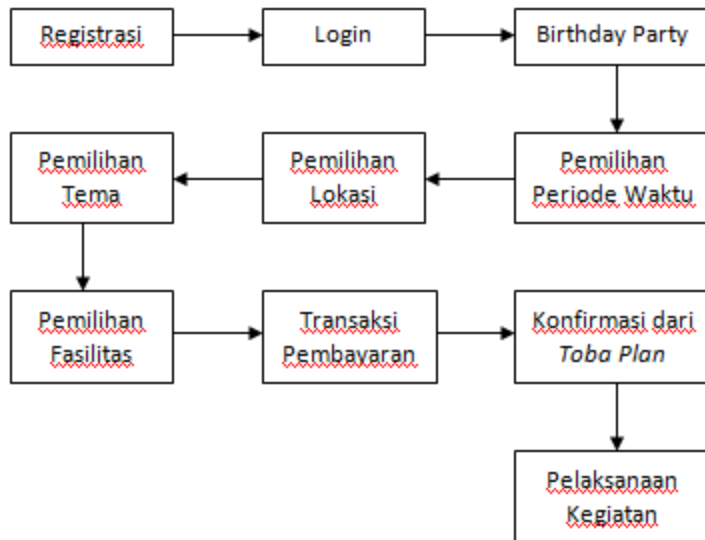 Registrasi
Login
Birthday Party
Pemilihan
Tema
Pemilihan
Lokasi
Pemilihan
Periode Waktu
Pemilihan
Fasilitas
Transaksi
Pembayaran
Konfirmasi dari
Toba Plan
Pelaksanaan
Kegiatan